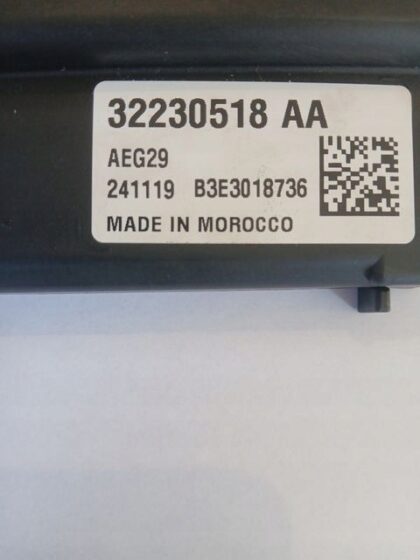 32230518 AA
AEG29
241119 B3E3018736
MADE IN MOROCCO